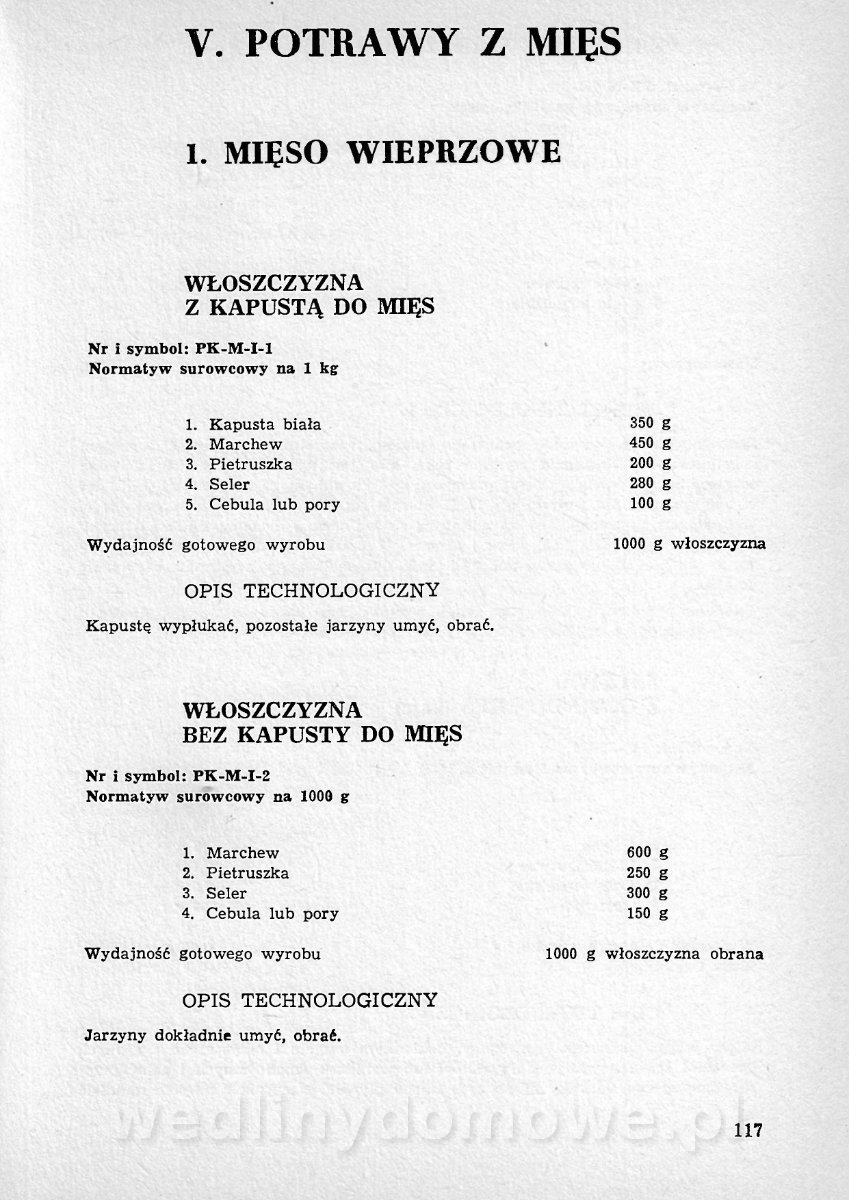 V. POTRAWY Z MIĘS
1. MIĘSO WIEPRZOWE
WŁOSZCZYZNA
Z KAPUSTĄ DO MIĘS
Nr i symbol: PK-M-I-1
Normatyw surowcowy na 1 kg
1. Kapusta biała 350 g
2. Marchew 450 g
3. Pietruszka 200 g
4. Seler 280 g
5. Cebula lub pory 100 g
Wydajność gotowego wyrobu 1000 g włoszczyzna
OPIS TECHNOLOGICZNY
Kapustę wypłukać, pozostałe jarzyny umyć, obrać.
WŁOSZCZYZNA
BEZ KAPUSTY DO MIĘS
Nr i symbol: PK-M-I-2
Normatyw surowcowy na 1000 g
1. Marchew 600 g
2. Pietruszka 250 g
3. Seler 300 g
4. Cebula lub pory 150 g
Wydajność gotowego wyrobu 1000 g włoszczyzna obrana
OPIS TECHNOLOGICZNY
Jarzyny dokładnie umyć, obrać.
wedlinydomowe.pl
117